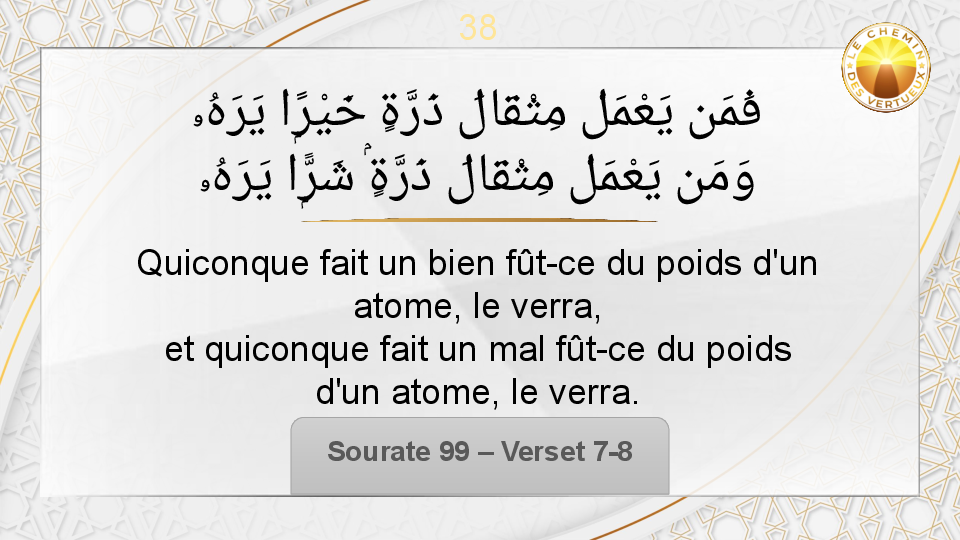 38
LE CHEMIN
DES VERTUEUX
فَمَن يَعْمَلْ مِثْقَالَ ذَرَّةٍ خَيْرًۭا يَرَهُۥ
وَمَن يَعْمَلْ مِثْقَالَ ذَرَّةٍۢ شَرًّۭا يَرَهُۥ
Quiconque fait un bien fût-ce du poids d'un
atome, le verra,
et quiconque fait un mal fût-ce du poids
d'un atome, le verra.
Sourate 99 – Verset 7-8